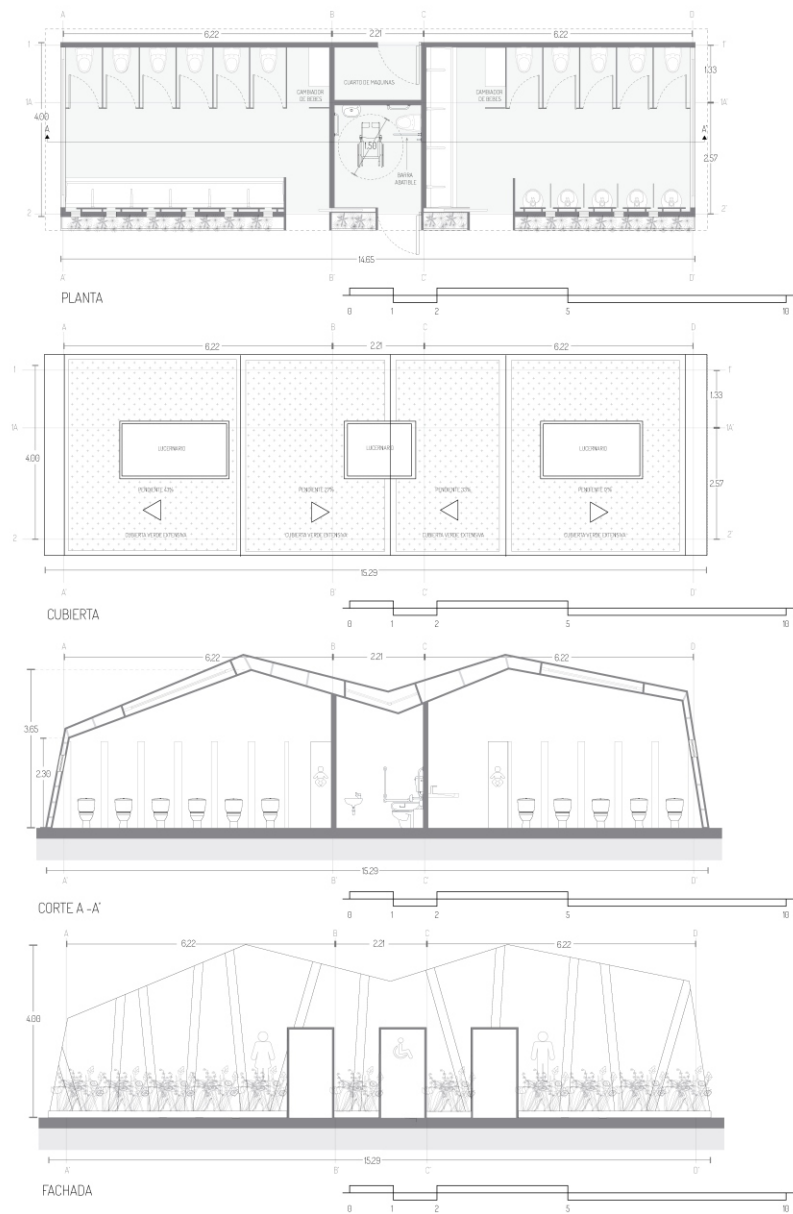 A B C D
6.22 2.21 6.22
1 1'
CUARTO DE MAQUINAS
1.33
CAMBIADOR
DE BEBES
CAMBIADOR
DE BEBES
1A 1A'
4.00
A A'
1.50
2.57
BARRA
ABATIBLE
2 2'
14.65
A' B' C' D'
PLANTA
0 1 2 5 10
A B C D
6.22 2.21 6.22
1 1'
1.33
1A 1A'
LUCERNARIO LUCERNARIO LUCERNARIO
4.00
2.57
CUBIERTA VERDE EXTENSIVA CUBIERTA VERDE EXTENSIVA CUBIERTA VERDE EXTENSIVA CUBIERTA VERDE EXTENSIVA
2 2'
15.29
A' B' C' D'
CUBIERTA
0 1 2 5 10
A B C D
6.22 2.21 6.22
3.65
2.30
15.29
A' B' C' D'
CORTE A -A'
0 1 2 5 10
A B C D
6.22 2.21 6.22
4.00
15.29
A' B' C' D'
FACHADA
0 1 2 5 10